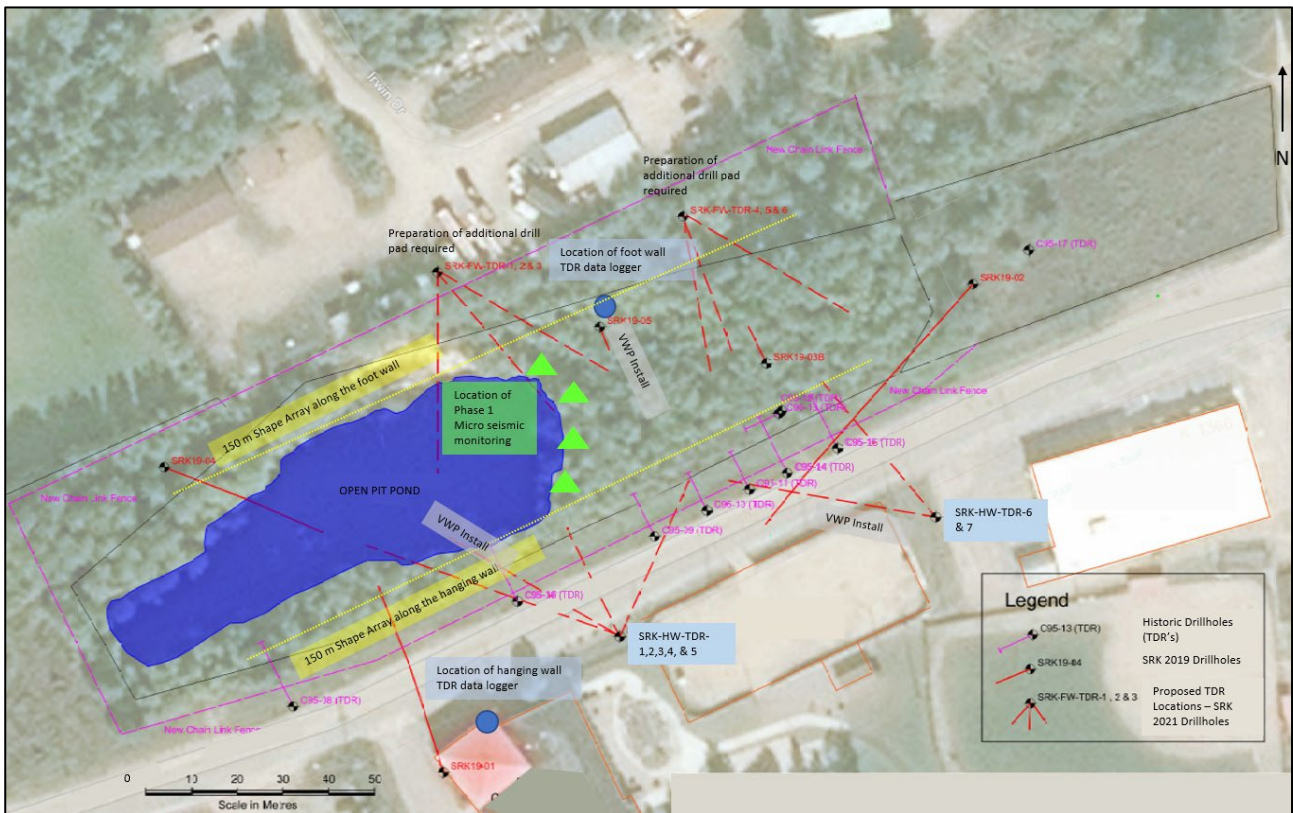 Irwin Dr
N
New Chain Link Fence
Preparation of
additional drill pad
required
SRK-FW-TDR-4, 5 & 6
Preparation of additional drill
pad required
SRK-FW-TDR-1, 2 & 3
Location of foot wall
TDR data logger
C95-17 (TDR)
SRK19-02
SRK19-05
VWP Install
SRK19-03B
150 m Shape Array along the foot wall
Location of
Phase 1
Micro seismic
monitoring
New Chain Link Fence
SRK19-04
OPEN PIT POND
New Chain Link Fence
C95-15 (TDR)
C95-14 (TDR)
C95-11 (TDR)
C95-10 (TDR)
C95-09 (TDR)
VWP Install
VWP Install
SRK-HW-TDR-6
& 7
150 m Shape Array along the hanging wall
(TDR)
SRK-HW-TDR-
1,2,3,4, & 5
Location of hanging wall
TDR data logger
C95-08 (TDR)
New Chain Link Fence
SRK19-01
Legend
C95-13 (TDR)
Historic Drillholes
(TDR's)
SRK19-04
SRK 2019 Drillholes
SRK-FW-TDR-1, 2 & 3
Proposed TDR
Locations – SRK
2021 Drillholes
0 10 20 30 40 50
Scale in Metres